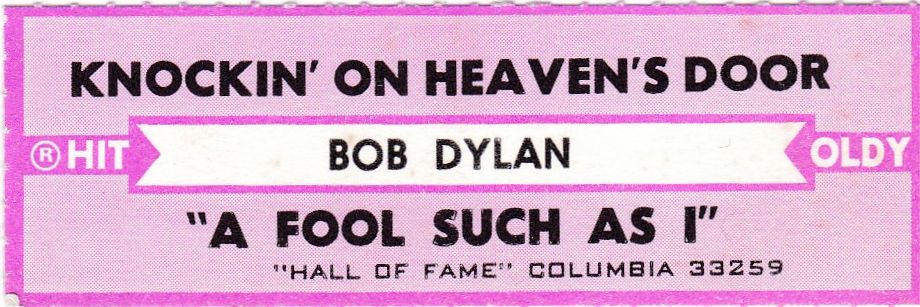 KNOCKIN' ON HEAVEN'S DOOR
® HIT BOB DYLAN OLDY
"A FOOL SUCH AS I"
"HALL OF FAME" COLUMBIA 33259